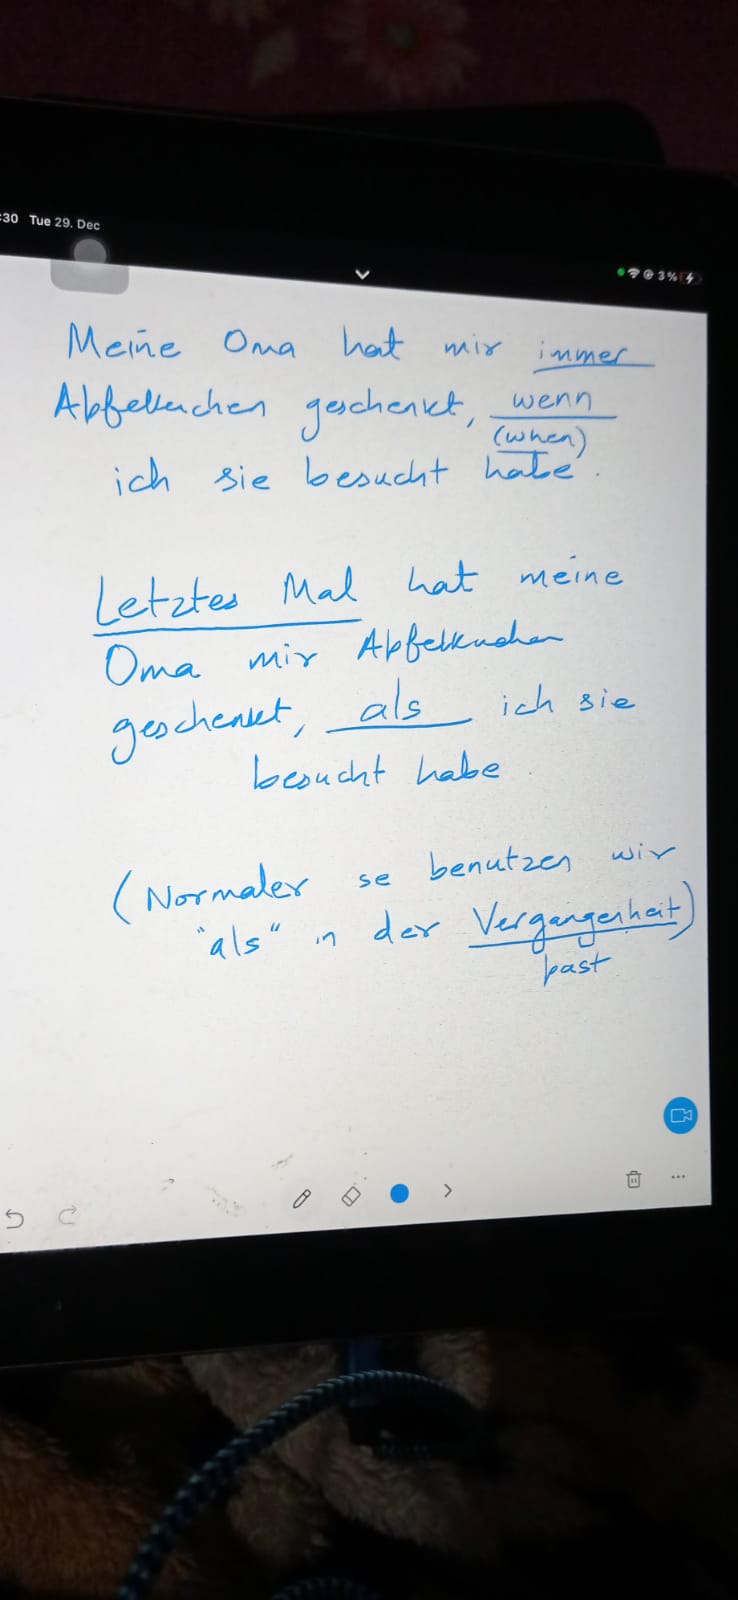 :30 Tue 29. Dec
3%
Meine Oma hat mir immer
Apfelkuchen geschenkt, wenn
(when)
ich sie besucht habe.
Letztes Mal hat meine
Oma mir Apfelkuchen
geschenkt, als ich sie
besucht habe
(Normaler se benutzen wir
"als" in der Vergangenheit)
past